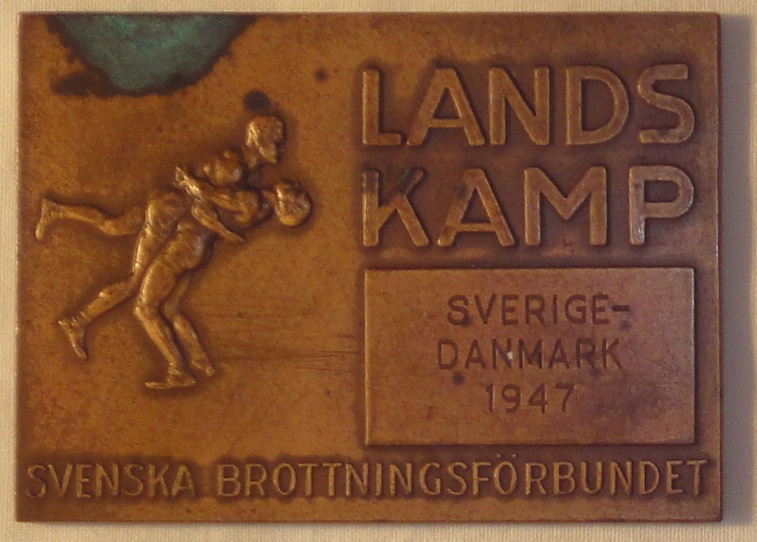 LANDS
KAMP
SVERIGE-
DANMARK
1947
SVENSKA BROTTNINGSFÖRBUNDET